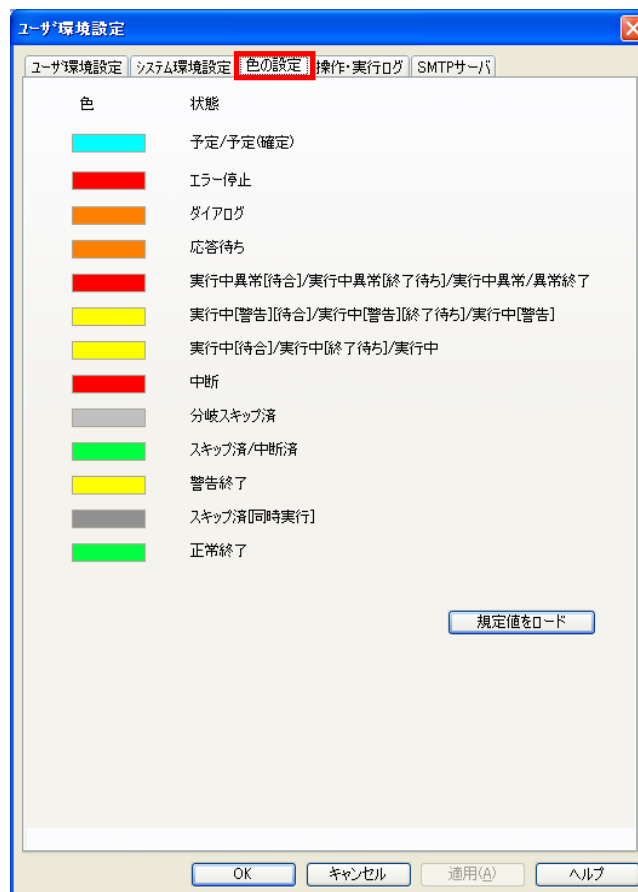 ユーザ環境設定
ユーザ環境設定 システム環境設定 色の設定 操作・実行ログ SMTPサーバ
色 状態
予定/予定(確定)
エラー停止
ダイアログ
応答待ち
実行中異常[待合]/実行中異常[終了待ち]/実行中異常/異常終了
実行中[警告][待合]/実行中[警告][終了待ち]/実行中[警告]
実行中[待合]/実行中[終了待ち]/実行中
中断
分岐スキップ済
スキップ済/中断済
警告終了
スキップ済[同時実行]
正常終了
規定値をロード
OK キャンセル 適用(A) ヘルプ